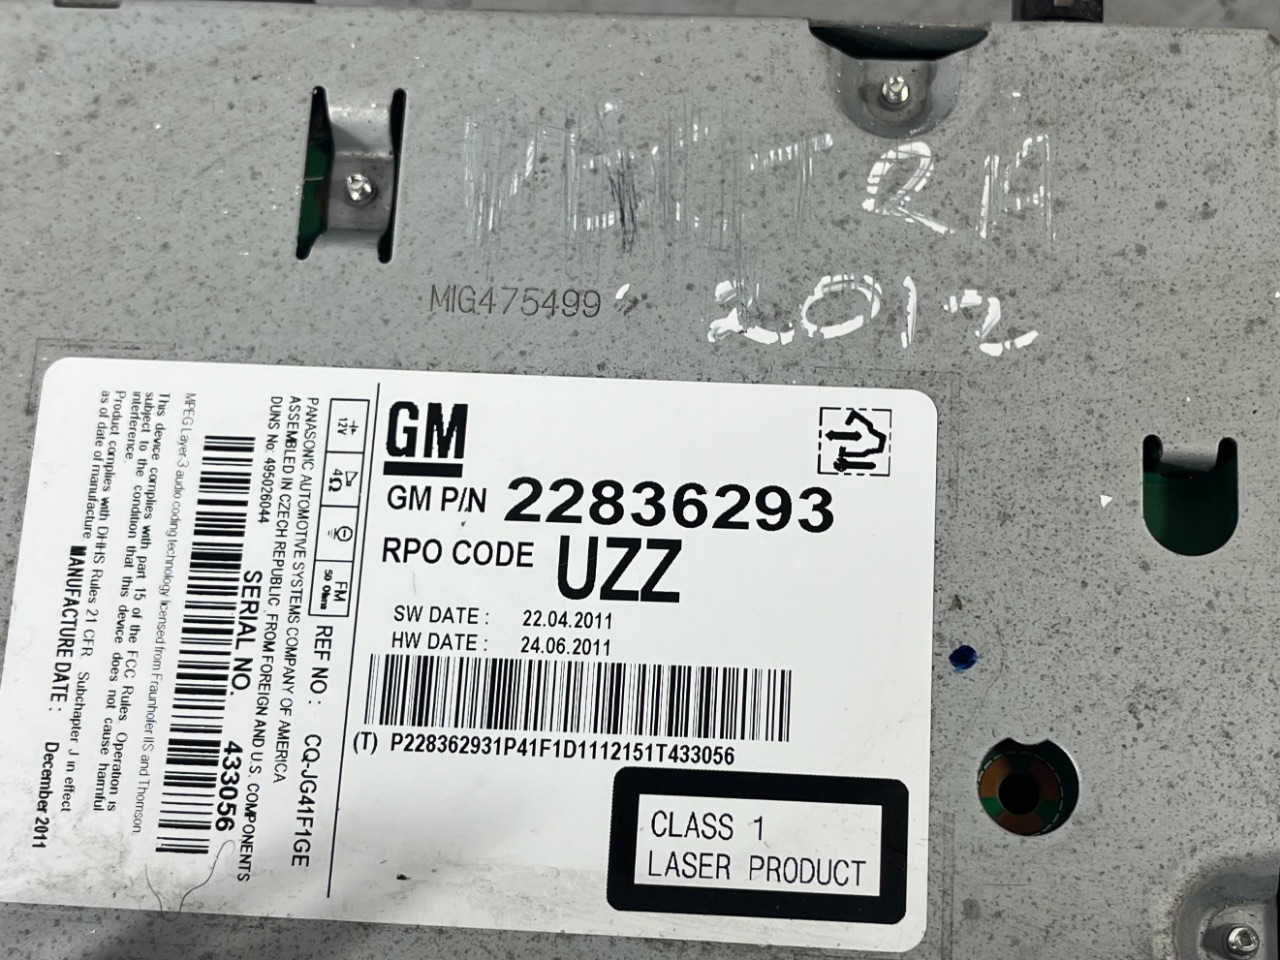 2012
MIG475499
GM
GM P/N 22836293
RPO CODE UZZ
SW DATE : 22.04.2011
HW DATE : 24.06.2011
(T) P228362931P41F1D1112151T433056
CLASS 1
LASER PRODUCT
12V
4Ω
FM
50 Ohms
REF NO : CQ-JG41F1GE
PANASONIC AUTOMOTIVE SYSTEMS COMPANY OF AMERICA
ASSEMBLED IN CZECH REPUBLIC, FROM FOREIGN AND U.S. COMPONENTS
DUNS No: 495026044
SERIAL NO. 433056
MPEG Layer-3 audio coding technology licensed from Fraunhofer IIS and Thomson.
This device complies with part 15 of the FCC Rules. Operation is
subject to the condition that this device does not cause harmful
interference.
Product complies with DHHS Rules 21 CFR Subchapter J in effect
as of date of manufacture
MANUFACTURE DATE : December 2011